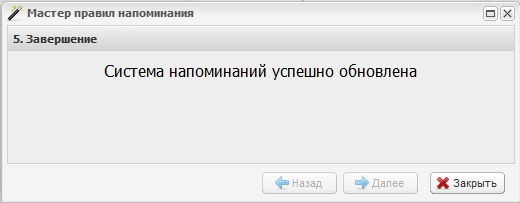 Мастер правил напоминания
5. Завершение
Система напоминаний успешно обновлена
Назад
Далее
Закрыть